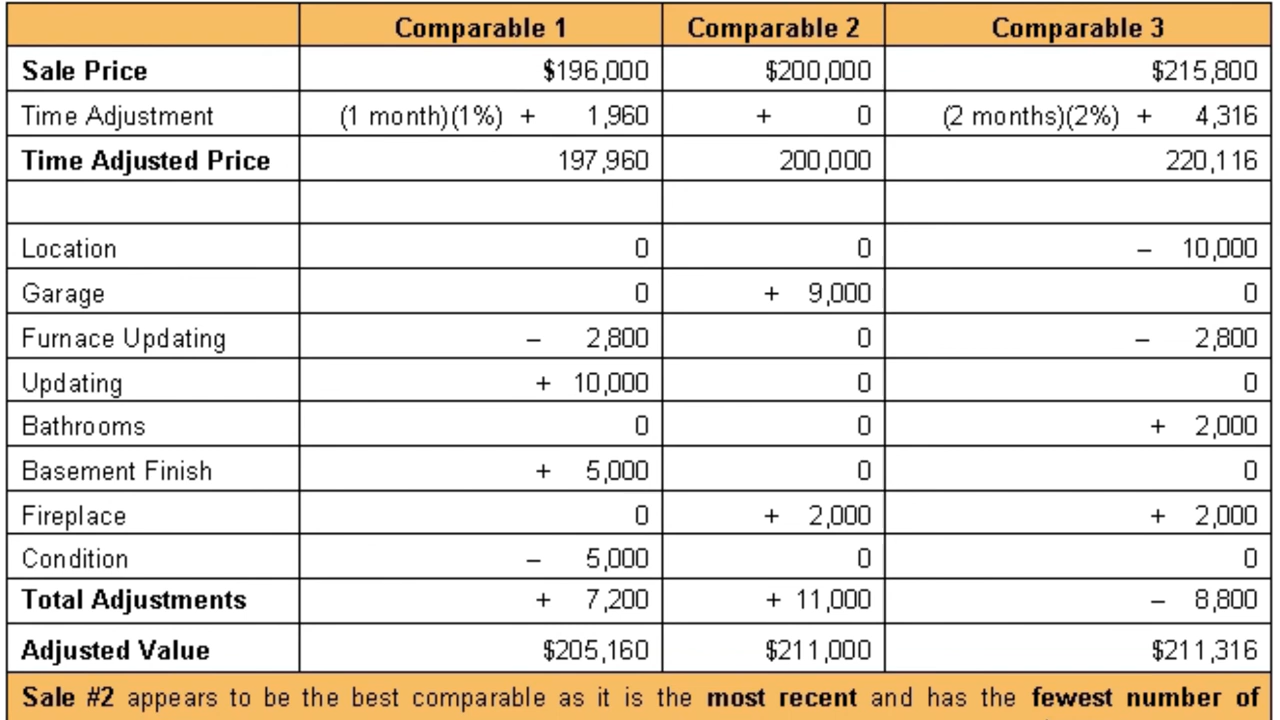 Comparable 1 Comparable 2 Comparable 3
Sale Price $196,000 $200,000 $215,800
Time Adjustment (1 month)(1%) + 1,960 + 0 (2 months)(2%) + 4,316
Time Adjusted Price 197,960 200,000 220,116
Location 0 0 – 10,000
Garage 0 + 9,000 0
Furnace Updating – 2,800 0 – 2,800
Updating + 10,000 0 0
Bathrooms 0 0 + 2,000
Basement Finish + 5,000 0 0
Fireplace 0 + 2,000 + 2,000
Condition – 5,000 0 0
Total Adjustments + 7,200 + 11,000 – 8,800
Adjusted Value $205,160 $211,000 $211,316
Sale #2 appears to be the best comparable as it is the most recent and has the fewest number of